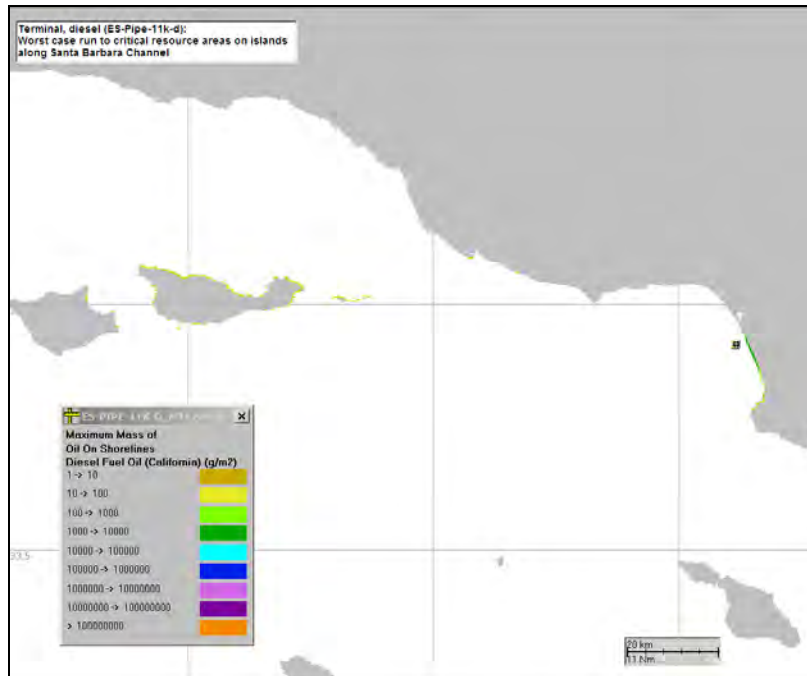 Terminal, diesel (ES-Pipe-11k-d):
Worst case run to critical resource areas on islands
along Santa Barbara Channel
Maximum Mass of
Oil On Shorelines
Diesel Fuel Oil (California) (g/m2)
1 -> 10
10 -> 100
100 -> 1000
1000 -> 10000
10000 -> 100000
100000 -> 1000000
1000000 -> 10000000
10000000 -> 100000000
> 100000000
20 km
11 Nm